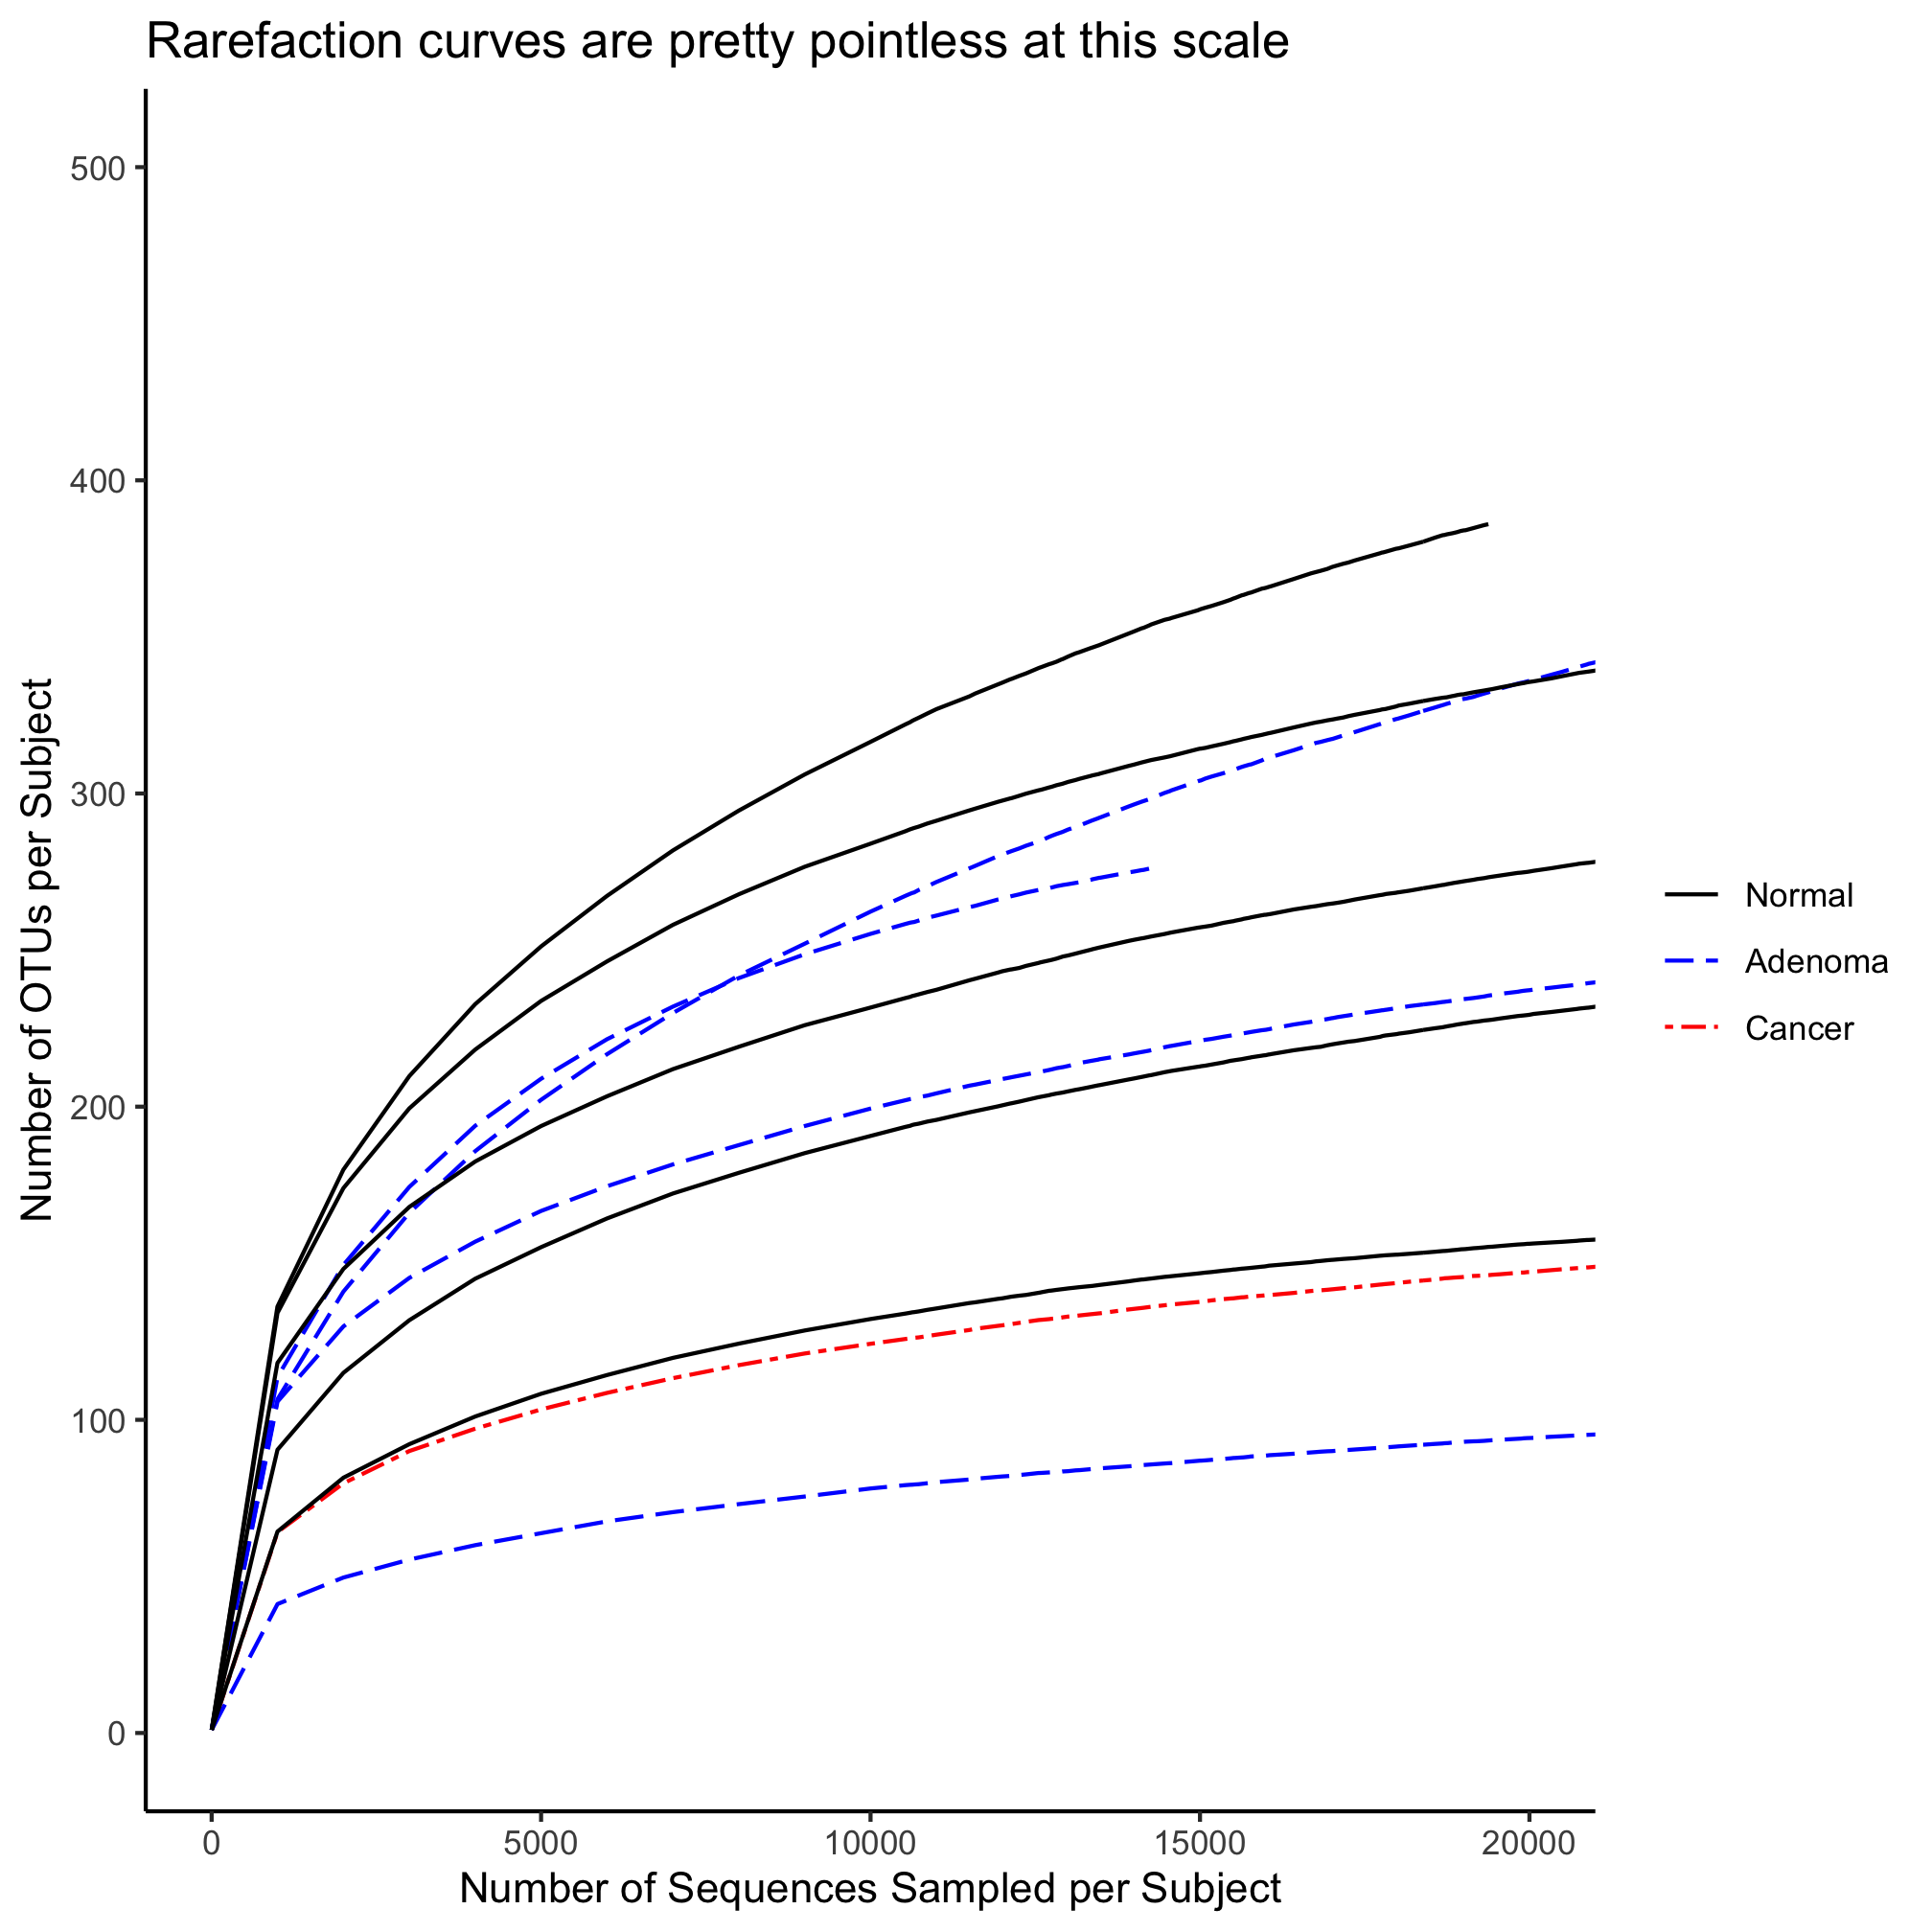 Rarefaction curves are pretty pointless at this scale
Number of OTUs per Subject
500
400
300
200
100
0
0 5000 10000 15000 20000
Number of Sequences Sampled per Subject
Normal
Adenoma
Cancer